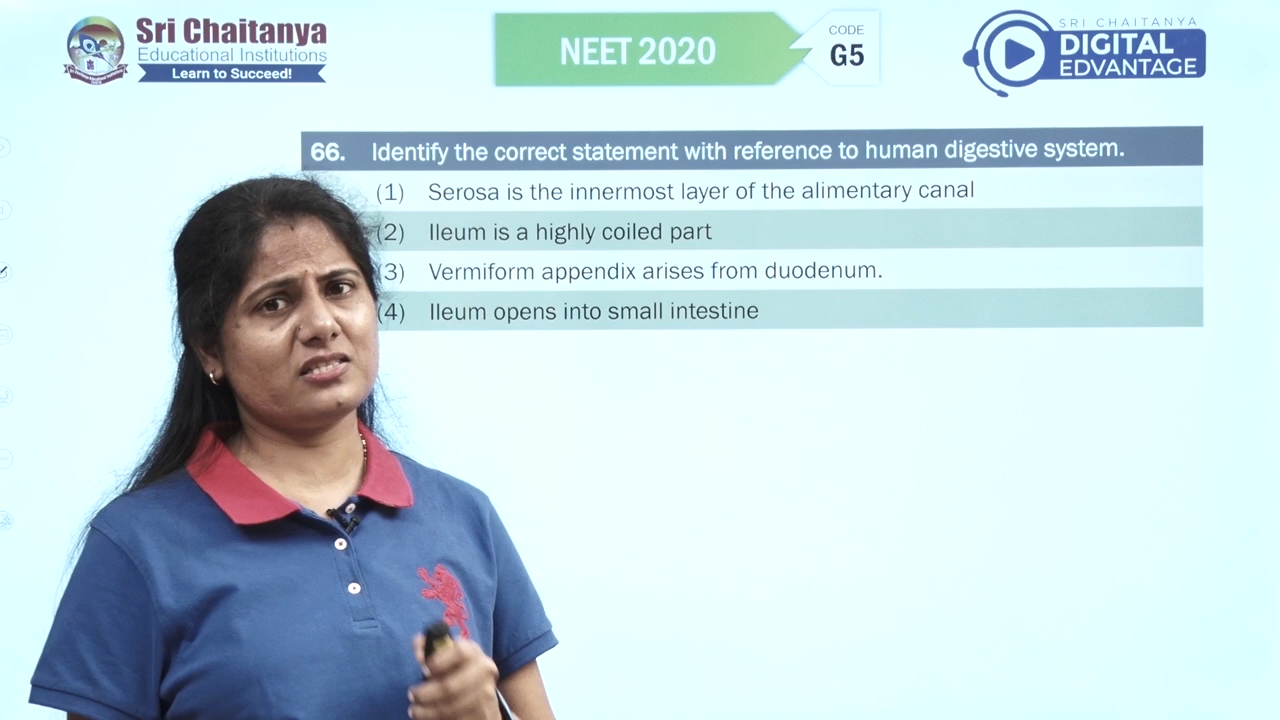 Sri Chaitanya
Educational Institutions
Learn to Succeed!
NEET 2020
CODE
G5
SRI CHAITANYA
DIGITAL
EDVANTAGE
66. Identify the correct statement with reference to human digestive system.
(1) Serosa is the innermost layer of the alimentary canal
(2) Ileum is a highly coiled part
(3) Vermiform appendix arises from duodenum.
(4) Ileum opens into small intestine